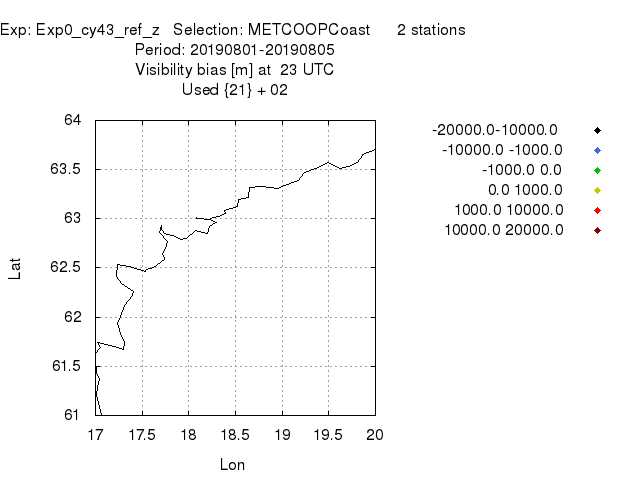 Exp: Exp0_cy43_ref_z   Selection: METCOOPCoast      2 stations
Period: 20190801-20190805
Visibility bias [m] at  23 UTC
Used {21} + 02
-20000.0-10000.0
-10000.0 -1000.0
-1000.0 0.0
0.0 1000.0
1000.0 10000.0
10000.0 20000.0
64
63.5
63
62.5
62
61.5
61
Lat
17 17.5 18 18.5 19 19.5 20
Lon